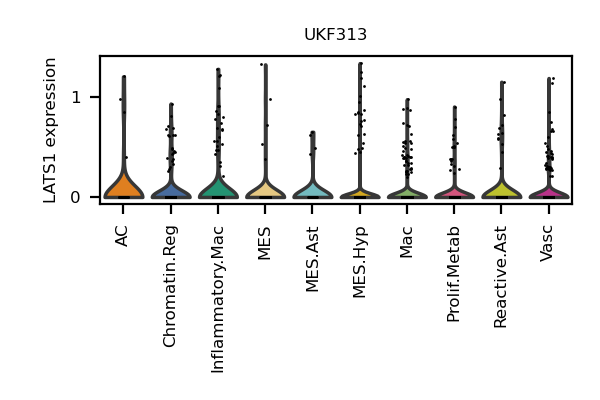 UKF313
LATS1 expression
1
0
AC
Chromatin.Reg
Inflammatory.Mac
MES
MES.Ast
MES.Hyp
Mac
Prolif.Metab
Reactive.Ast
Vasc